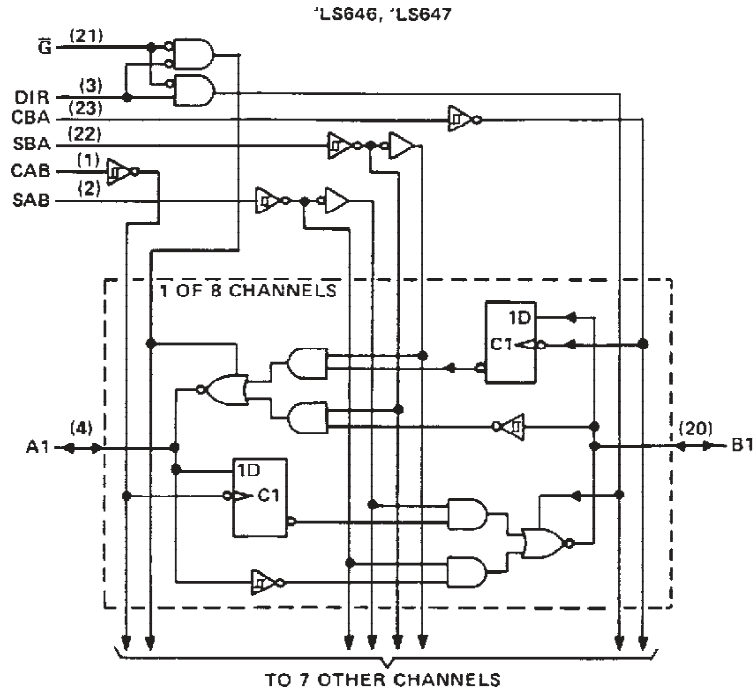 'LS646, 'LS647
G̅ (21)
DIR (3)
CBA (23)
SBA (22)
CAB (1)
SAB (2)
1 OF 8 CHANNELS
1D
C1
A1 (4)
(20) B1
1D
C1
TO 7 OTHER CHANNELS